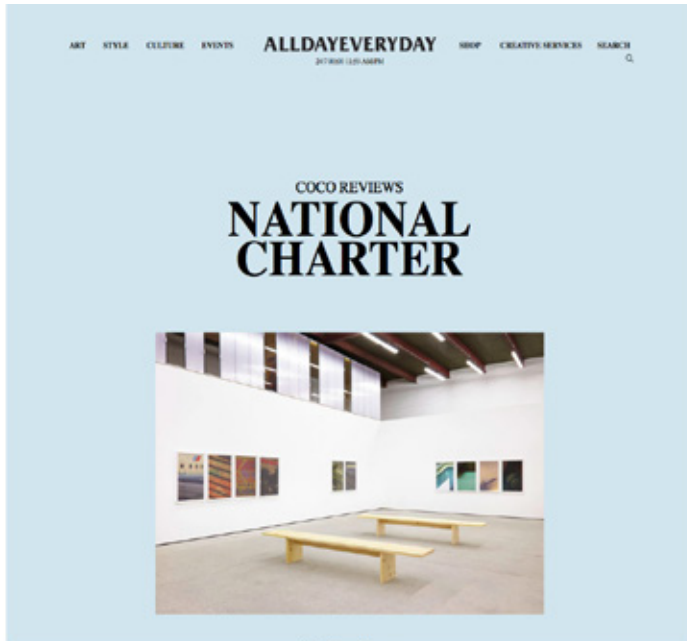 ART STYLE CULTURE EVENTS ALLDAYEVERYDAY SHOP CREATIVE SERVICES SEARCH
COCO REVIEWS
NATIONAL
CHARTER